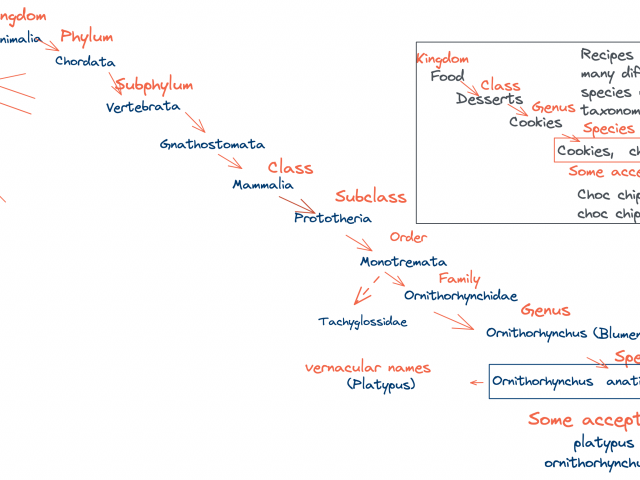 ngdom
nimalia
Phylum
Chordata
Subphylum
Vertebrata
Gnathostomata
Class
Mammalia
Subclass
Prototheria
Order
Monotremata
Family
Ornithorhynchidae
Tachyglossidae
Genus
Ornithorhynchus (Blumen
Spe
Ornithorhynchus anati
vernacular names
(Platypus)
Some accept
platypus
ornithorhynchu
Kingdom
Food
Class
Desserts
Genus
Cookies
Species
Cookies, ch
Some acce
Choc chip
choc chip
Recipes
many dif
species
taxonom